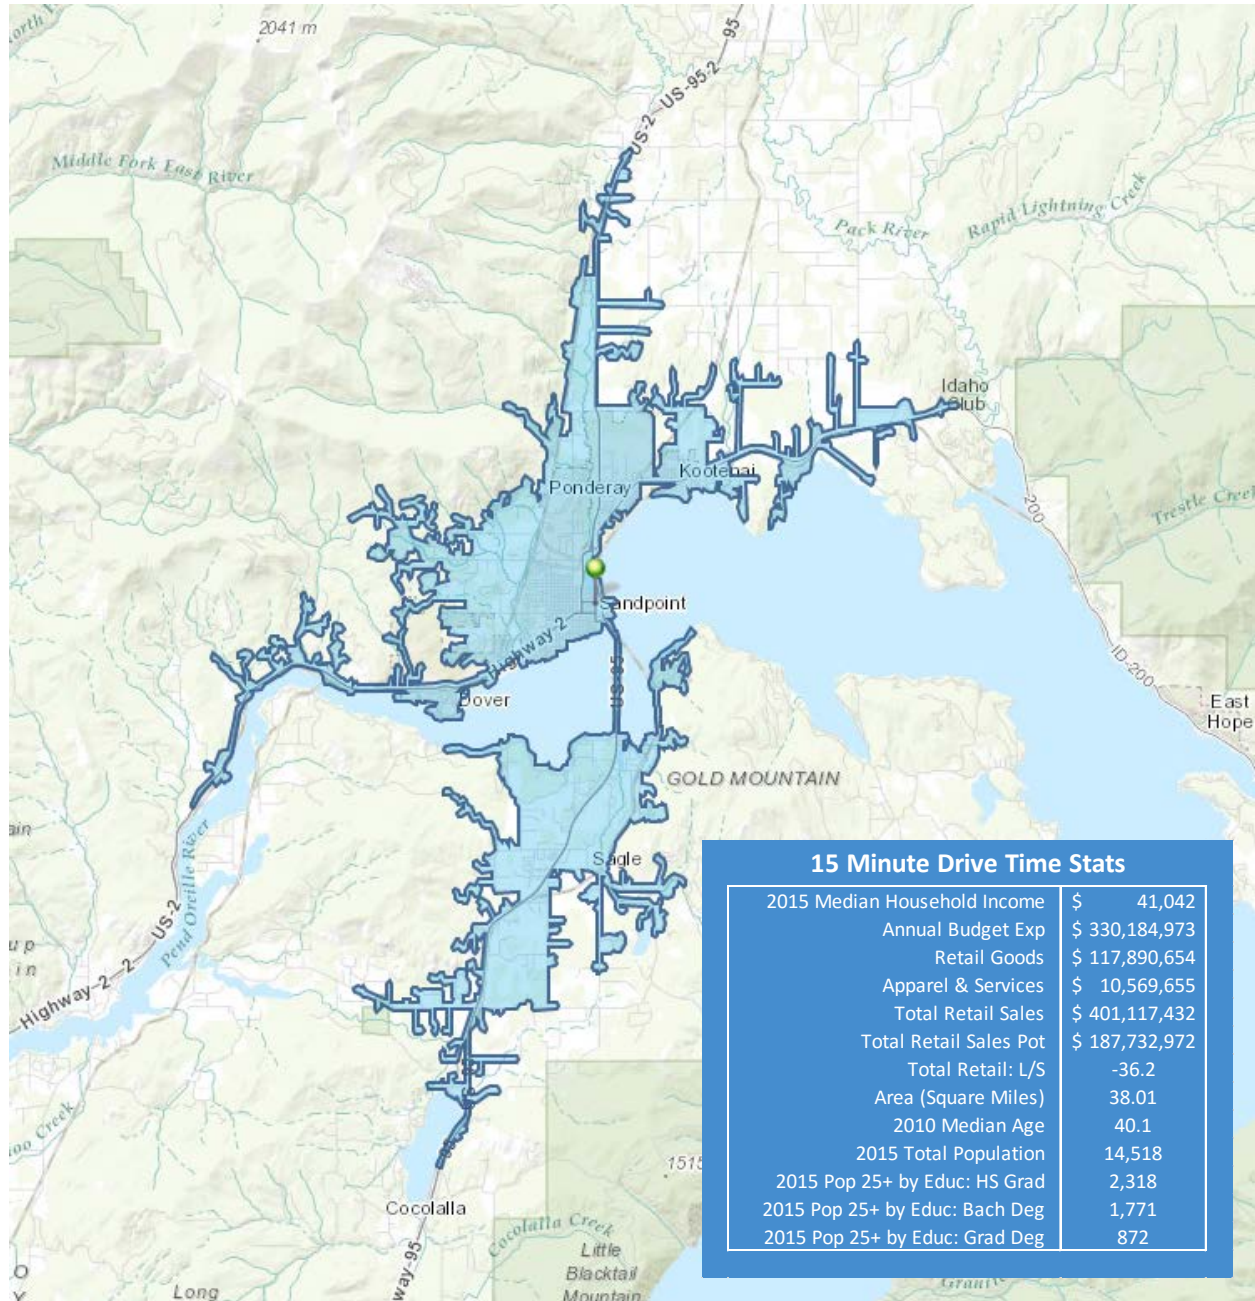 2041 m
95
US-95-2
US-2
Middle Fork East River
Pack River
Rapid Lightning Creek
Idaho
Club
Kootenai
Ponderay
200
Trestle Creek
Sandpoint
Highway-2
US-95
ID-200
Dover
East
Hope
GOLD MOUNTAIN
Sagle
Pend Oreille River
US-2
Highway-2
2
15 Minute Drive Time Stats
2015 Median Household Income $ 41,042
Annual Budget Exp $ 330,184,973
Retail Goods $ 117,890,654
Apparel & Services $ 10,569,655
Total Retail Sales $ 401,117,432
Total Retail Sales Pot $ 187,732,972
Total Retail: L/S -36.2
Area (Square Miles) 38.01
2010 Median Age 40.1
2015 Total Population 14,518
2015 Pop 25+ by Educ: HS Grad 2,318
2015 Pop 25+ by Educ: Bach Deg 1,771
2015 Pop 25+ by Educ: Grad Deg 872
1515
Cocolalla
Cocolalla Creek
Little
Blacktail
Mountain
way-95
Long